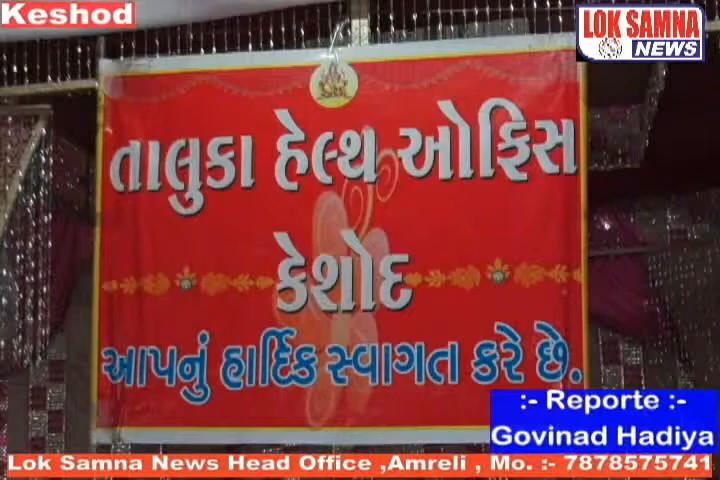 Keshod
LOK SAMNA
NEWS
તાલુકા હેલ્થ ઓફિસ
કેશોદ
આપનું હાર્દિક સ્વાગત કરે છે.
:- Reporte :-
Govinad Hadiya
Lok Samna News Head Office ,Amreli , Mo. :- 7878575741